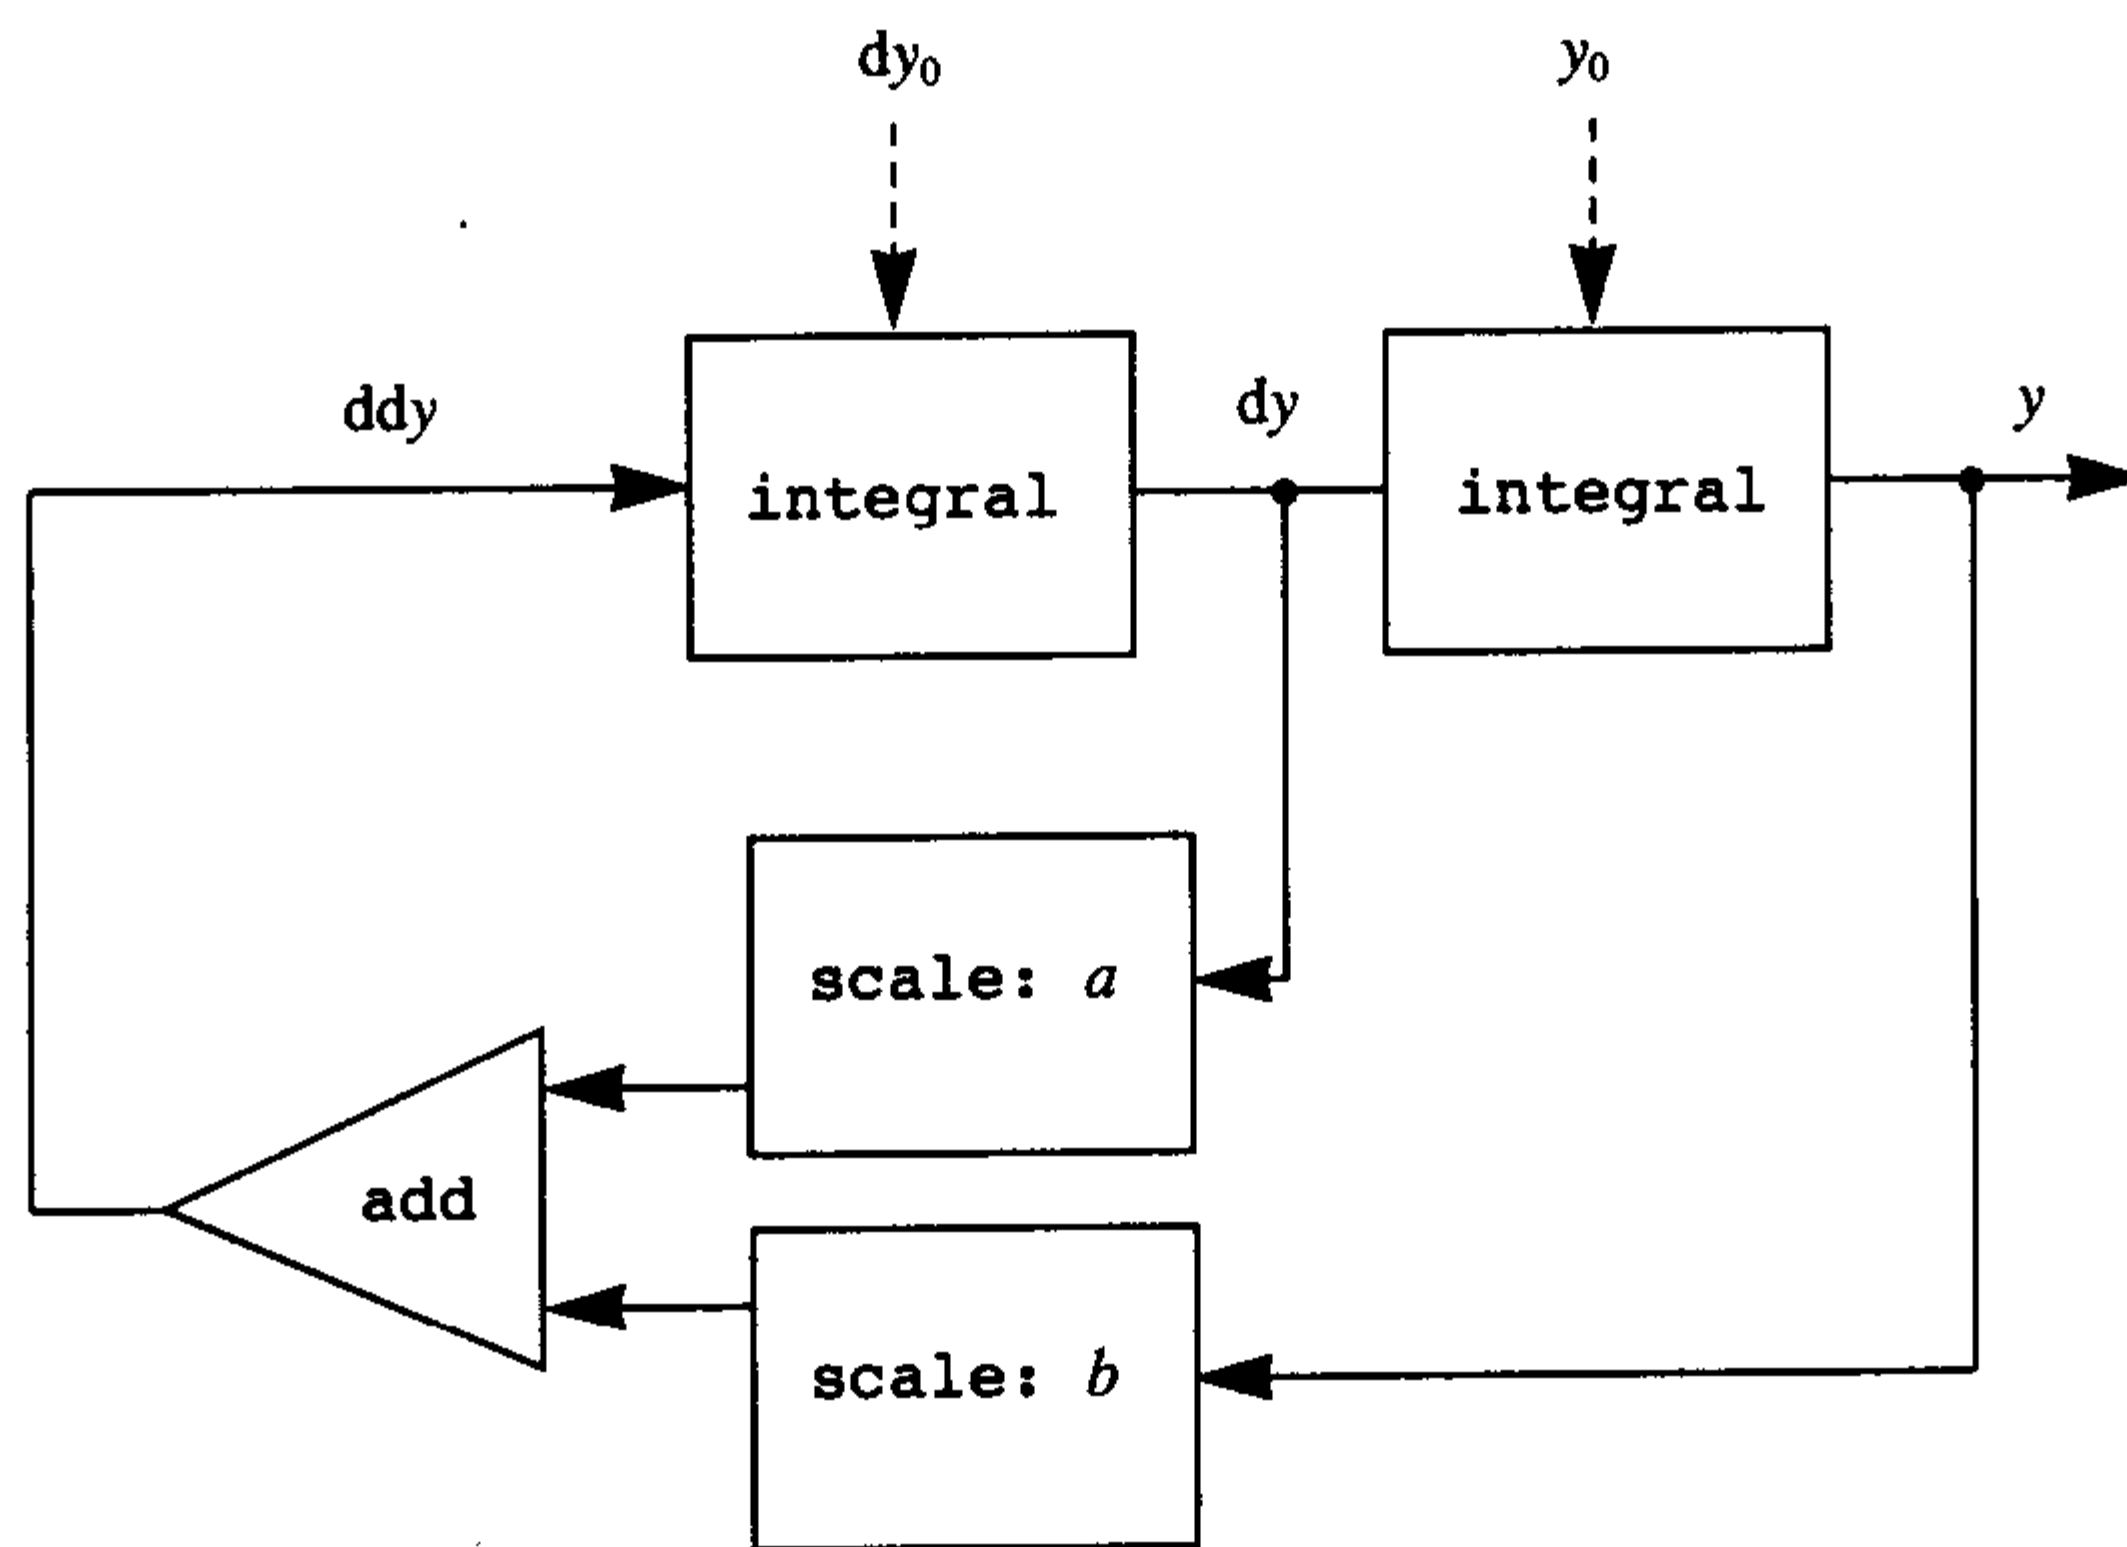 dy₀
y₀
ddy
dy
y
integral
integral
scale: a
add
scale: b